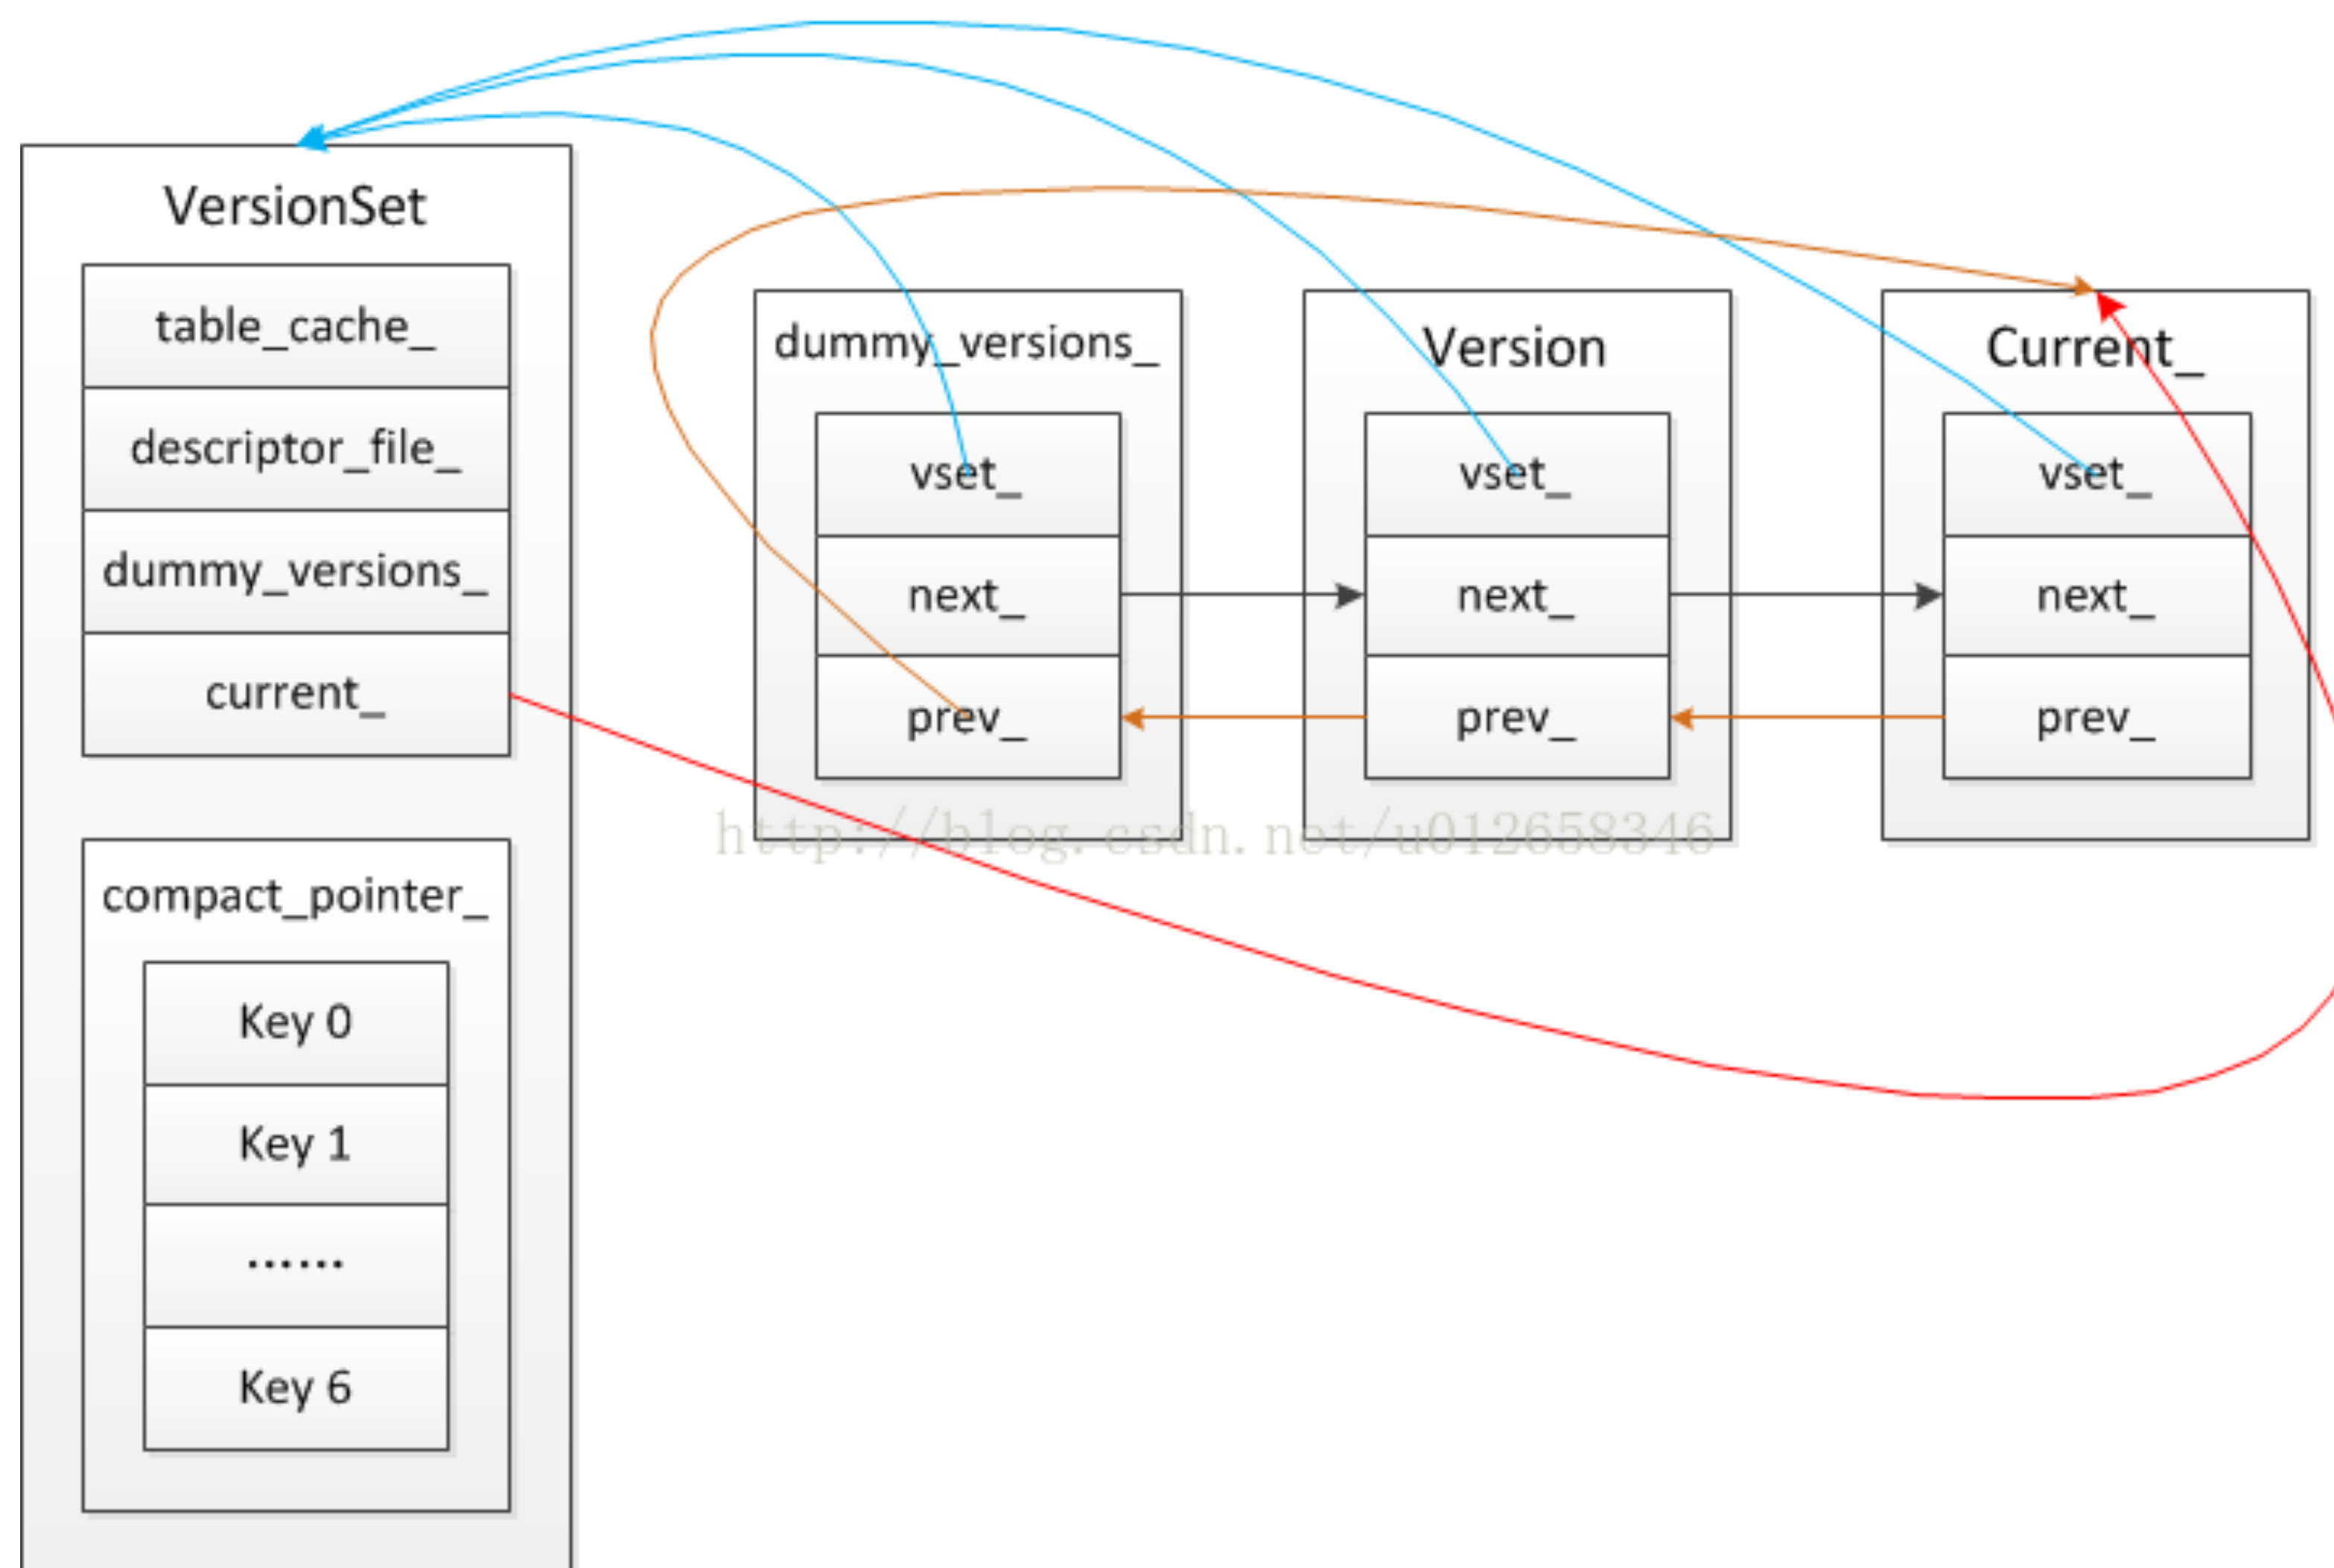 VersionSet
table_cache_
descriptor_file_
dummy_versions_
current_
compact_pointer_
Key 0
Key 1
......
Key 6
dummy_versions_
vset_
next_
prev_
Version
vset_
next_
prev_
Current_
vset_
next_
prev_
http://blog.csdn.net/u012658346